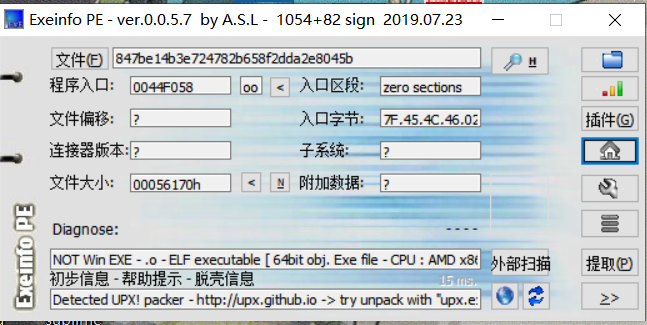 Exeinfo PE - ver.0.0.5.7 by A.S.L - 1054+82 sign 2019.07.23
文件(F) 847be14b3e724782b658f2dda2e8045b H
程序入口: 0044F058 oo < 入口区段: zero sections
文件偏移: ? 入口字节: 7F.45.4C.46.02 插件(G)
连接器版本: ? 子系统: ?
文件大小: 00056170h < N 附加数据: ?
Exeinfo PE
Diagnose: ----
NOT Win EXE - .o - ELF executable [ 64bit obj. Exe file - CPU : AMD x86 外部扫描 提取(P)
初步信息 - 帮助提示 - 脱壳信息 15 ms.
Detected UPX! packer - http://upx.github.io -> try unpack with "upx.e >>